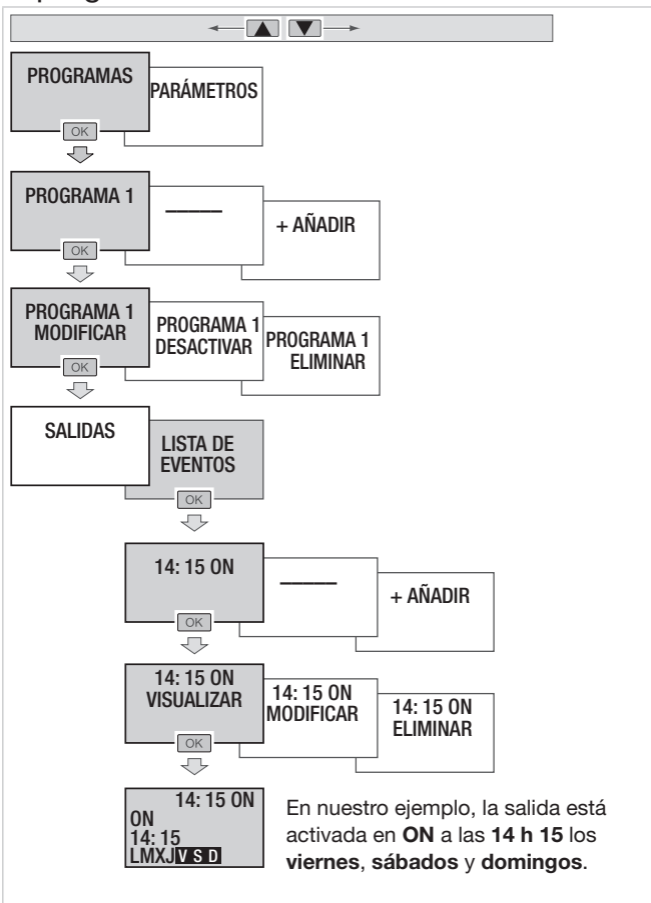 PROGRAMAS
PARÁMETROS
OK
PROGRAMA 1
_____
+ AÑADIR
OK
PROGRAMA 1
MODIFICAR
PROGRAMA 1
DESACTIVAR
PROGRAMA 1
ELIMINAR
OK
SALIDAS
LISTA DE
EVENTOS
OK
14: 15 ON
_____
+ AÑADIR
OK
14: 15 ON
VISUALIZAR
14: 15 ON
MODIFICAR
14: 15 ON
ELIMINAR
OK
14: 15 ON
ON
14: 15
LMXJV S D
En nuestro ejemplo, la salida está
activada en ON a las 14 h 15 los
viernes, sábados y domingos.